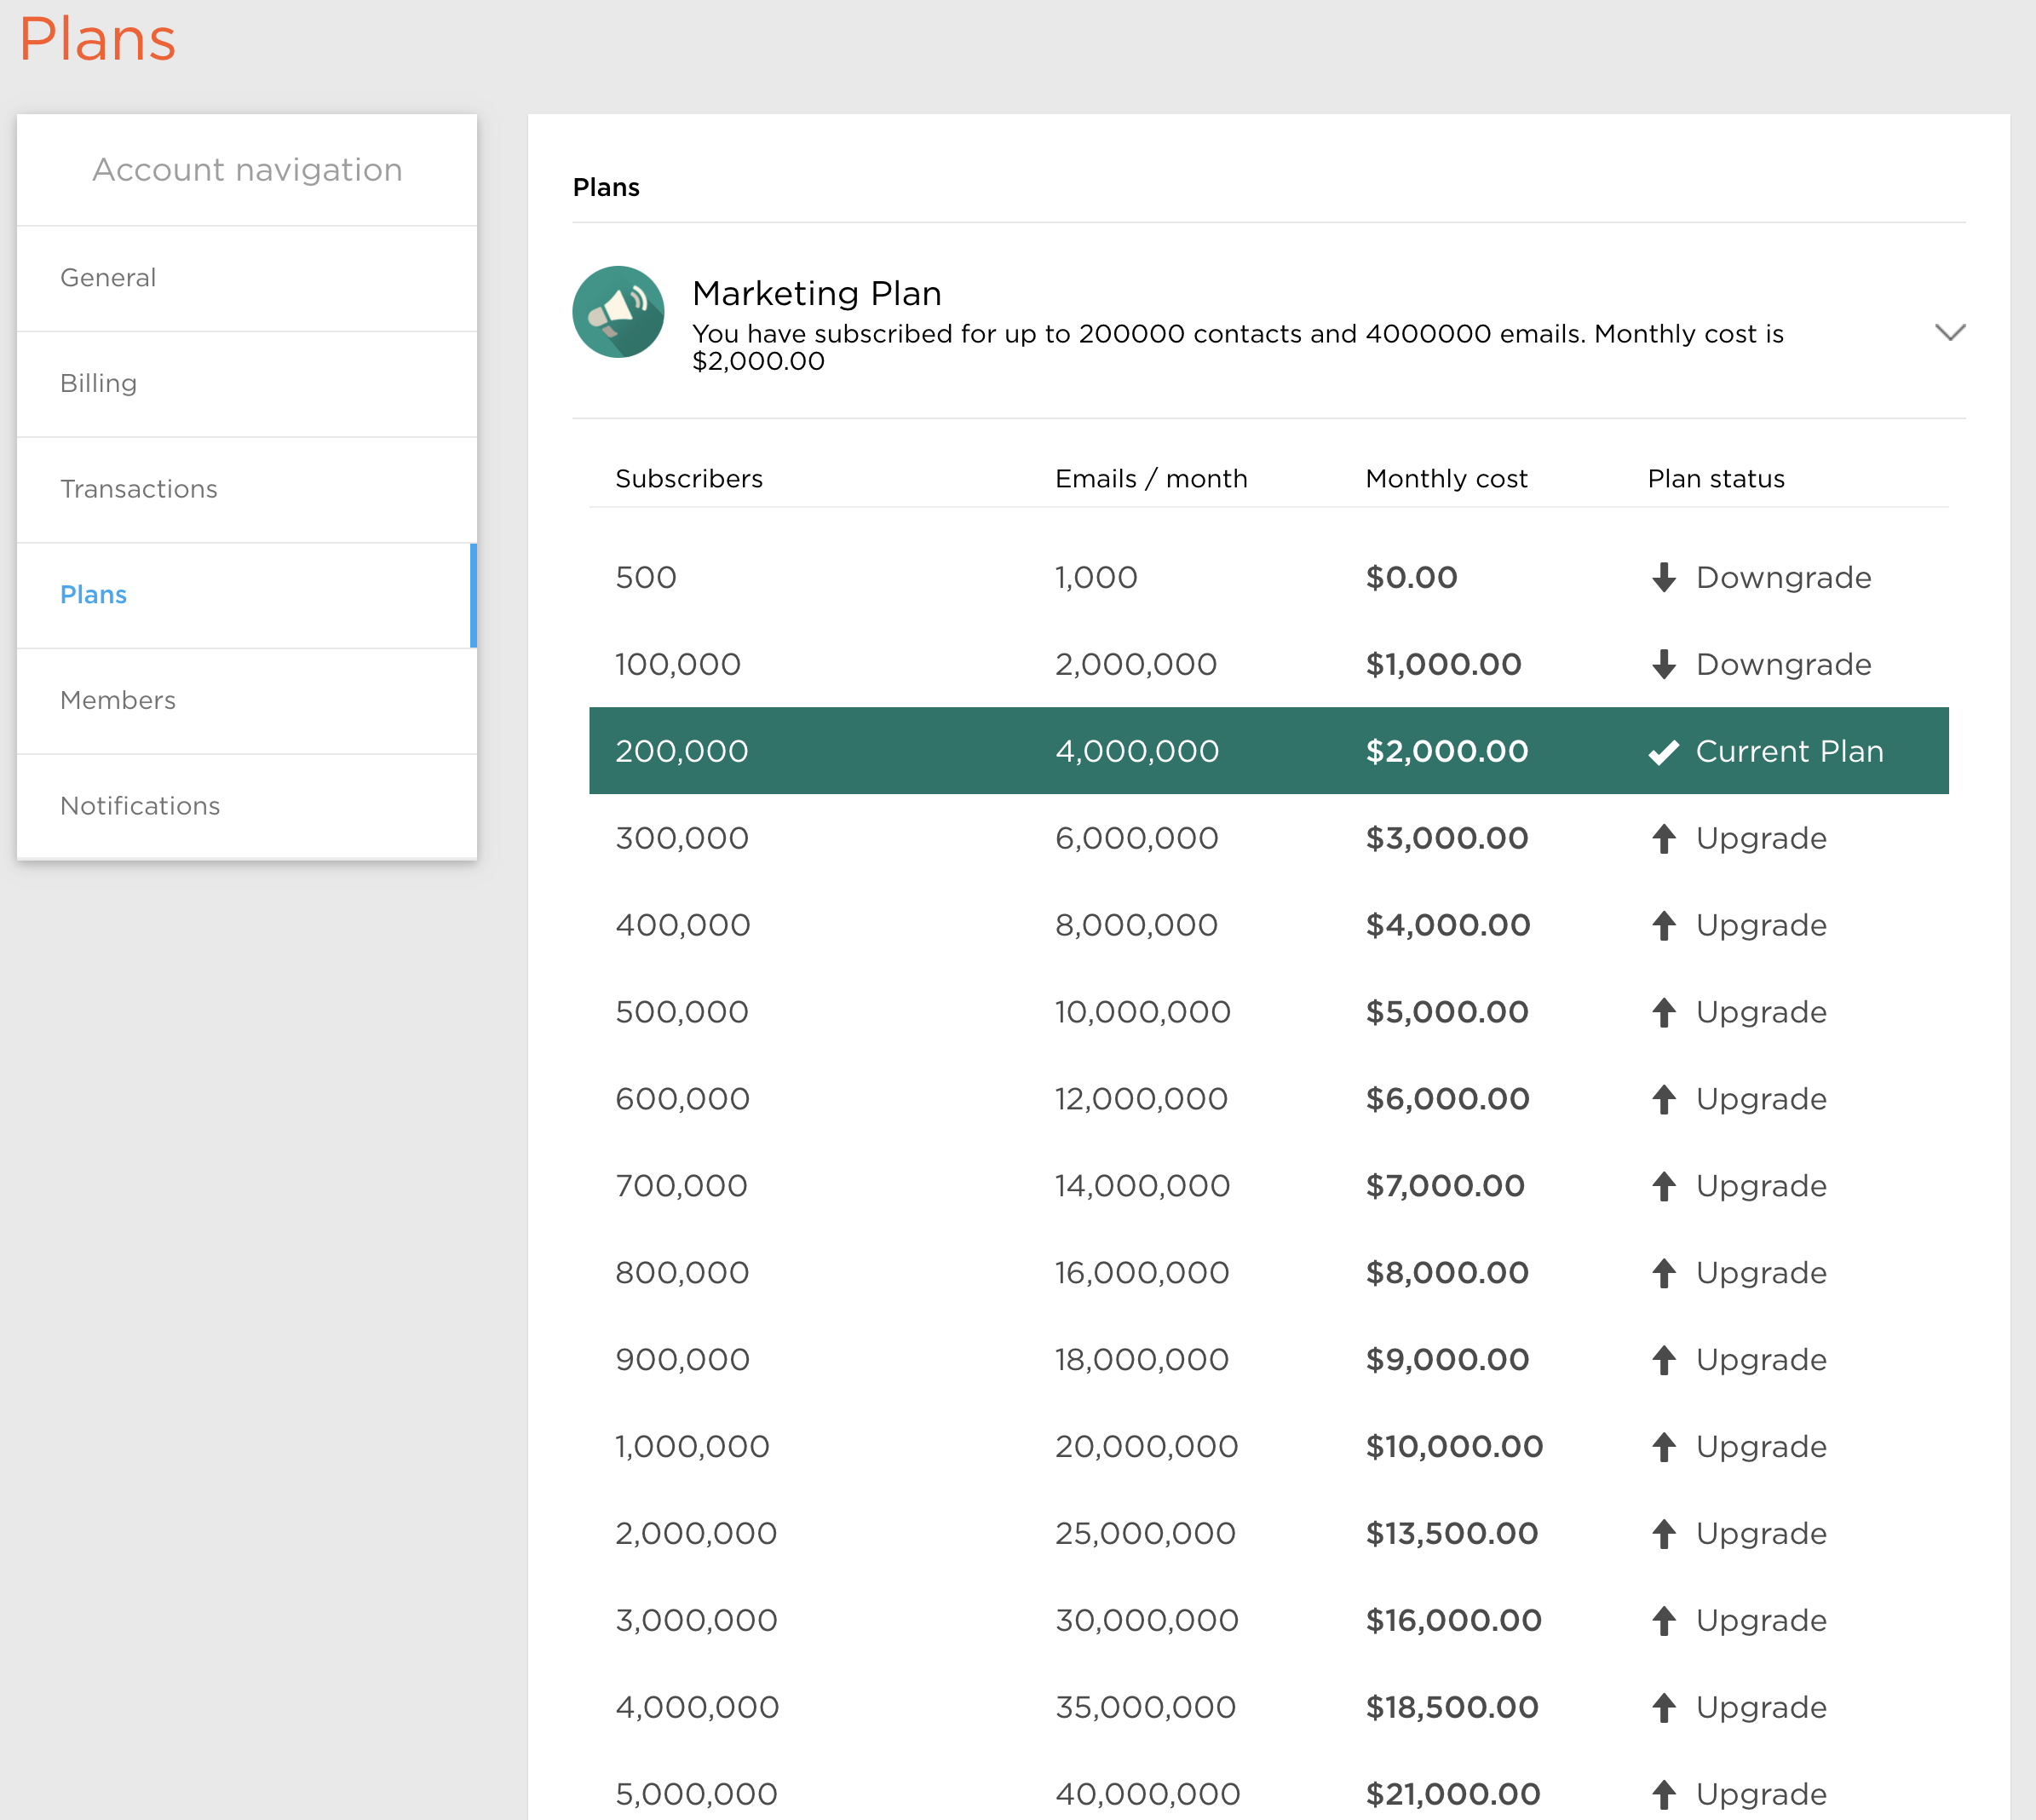 Plans
Account navigation
General
Billing
Transactions
Plans
Members
Notifications
Plans
Marketing Plan
You have subscribed for up to 200000 contacts and 4000000 emails. Monthly cost is
$2,000.00
Subscribers Emails / month Monthly cost Plan status
500 1,000 $0.00 Downgrade
100,000 2,000,000 $1,000.00 Downgrade
200,000 4,000,000 $2,000.00 Current Plan
300,000 6,000,000 $3,000.00 Upgrade
400,000 8,000,000 $4,000.00 Upgrade
500,000 10,000,000 $5,000.00 Upgrade
600,000 12,000,000 $6,000.00 Upgrade
700,000 14,000,000 $7,000.00 Upgrade
800,000 16,000,000 $8,000.00 Upgrade
900,000 18,000,000 $9,000.00 Upgrade
1,000,000 20,000,000 $10,000.00 Upgrade
2,000,000 25,000,000 $13,500.00 Upgrade
3,000,000 30,000,000 $16,000.00 Upgrade
4,000,000 35,000,000 $18,500.00 Upgrade
5,000,000 40,000,000 $21,000.00 Upgrade